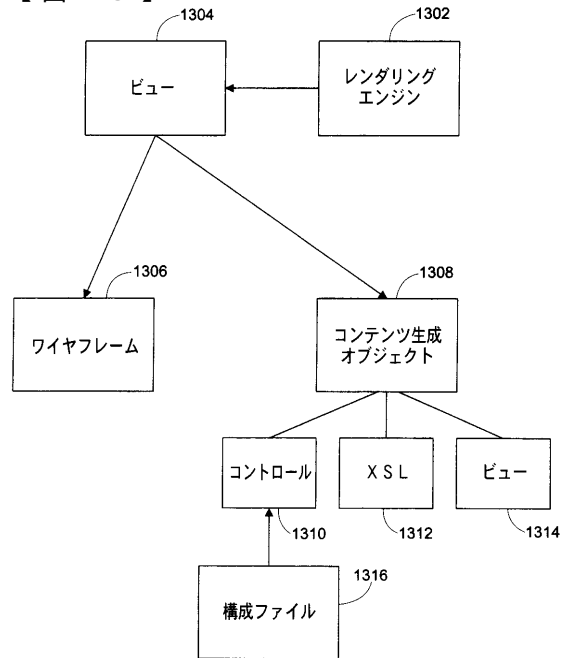 1304
1302
ビュー
レンダリング
エンジン
1306
1308
ワイヤフレーム
コンテンツ生成
オブジェクト
コントロール
XSL
ビュー
1310
1312
1314
1316
構成ファイル